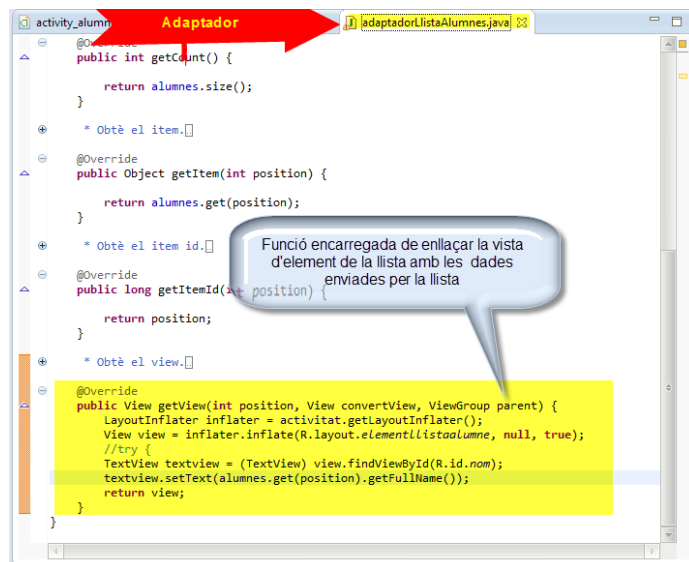 activity_alumn
Adaptador
adaptadorLlistaAlumnes.java
@Ov
public int getCount() {
return alumnes.size();
}
* Obtè el item.
@Override
public Object getItem(int position) {
return alumnes.get(position);
}
* Obtè el item id.
@Override
public long getItemId(int position) {
return position;
}
Funció encarregada de enllaçar la vista
d'element de la llista amb les dades
enviades per la llista
* Obtè el view.
@Override
public View getView(int position, View convertView, ViewGroup parent) {
LayoutInflater inflater = activitat.getLayoutInflater();
View view = inflater.inflate(R.layout.elementllistaalumne, null, true);
//try {
TextView textview = (TextView) view.findViewById(R.id.nom);
textview.setText(alumnes.get(position).getFullName());
return view;
}
}